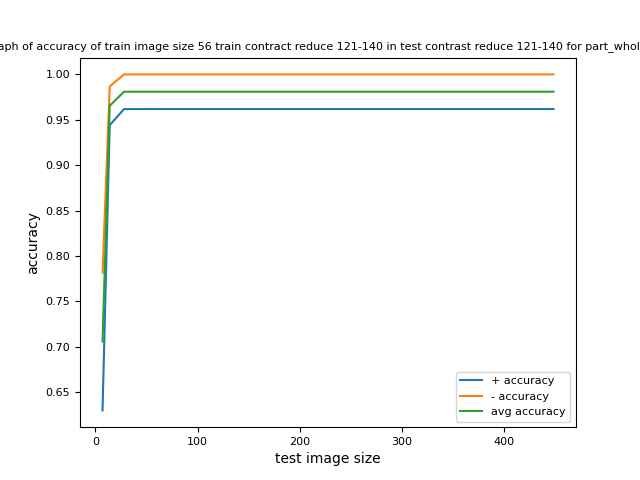 aph of accuracy of train image size 56 train contract reduce 121-140 in test contrast reduce 121-140 for part_whol
1.00
0.95
0.90
0.85
0.80
0.75
0.70
0.65
accuracy
0 100 200 300 400
test image size
+ accuracy
- accuracy
avg accuracy